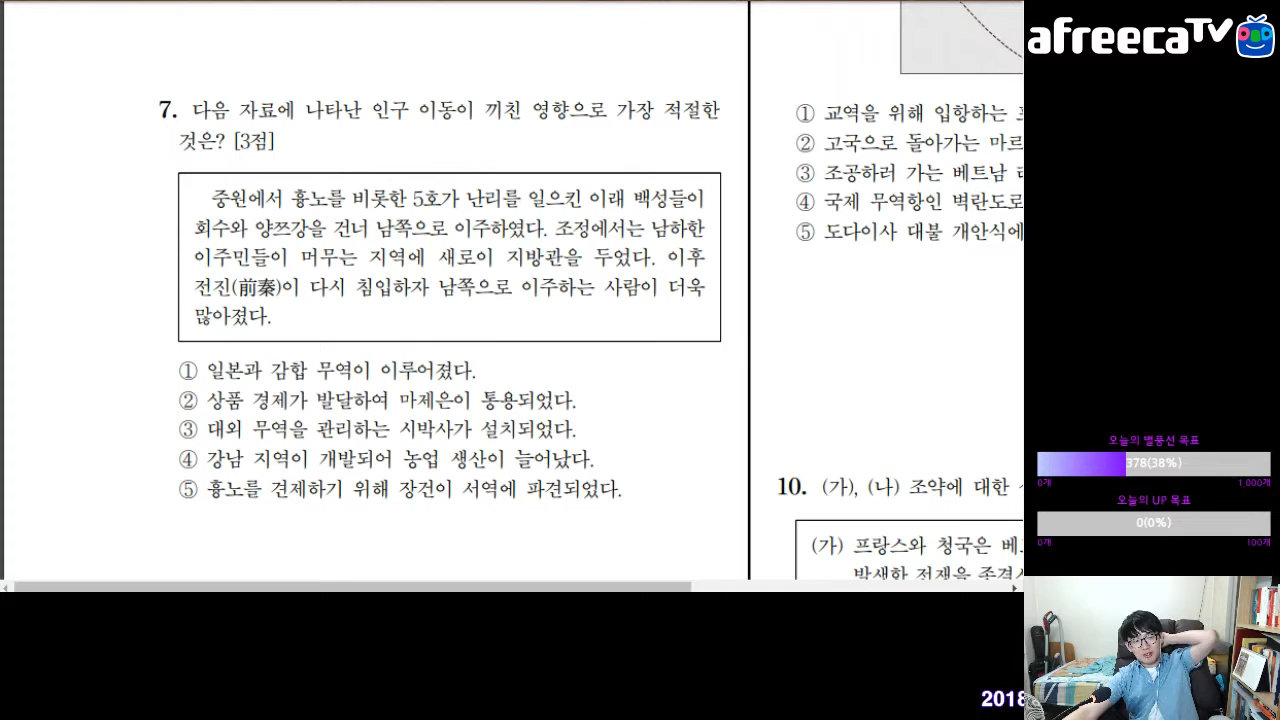 7. 다음 자료에 나타난 인구 이동이 끼친 영향으로 가장 적절한
것은? [3점]
중원에서 흉노를 비롯한 5호가 난리를 일으킨 이래 백성들이
회수와 양쯔강을 건너 남쪽으로 이주하였다. 조정에서는 남하한
이주민들이 머무는 지역에 새로이 지방관을 두었다. 이후
전진(前秦)이 다시 침입하자 남쪽으로 이주하는 사람이 더욱
많아졌다.
① 일본과 감합 무역이 이루어졌다.
② 상품 경제가 발달하여 마제은이 통용되었다.
③ 대외 무역을 관리하는 시박사가 설치되었다.
④ 강남 지역이 개발되어 농업 생산이 늘어났다.
⑤ 흉노를 견제하기 위해 장건이 서역에 파견되었다.
① 교역을 위해 입항하는
② 고국으로 돌아가는 마르
③ 조공하러 가는 베트남
④ 국제 무역항인 벽란도로
⑤ 도다이사 대불 개안식에
10. (가), (나) 조약에 대한
(가) 프랑스와 청국은 베
발생한 전쟁을 종격
afreecaTV
오늘의 별풍선 목표
378(38%)
0개 1,000개
오늘의 UP 목표
0(0%)
0개 100개
2018